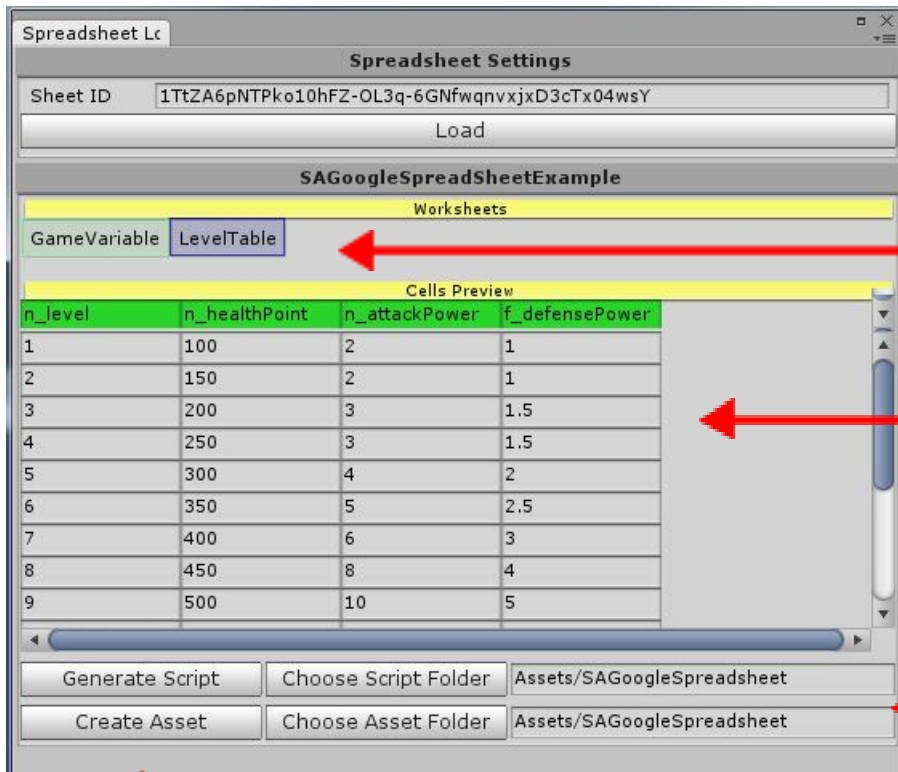 Spreadsheet Lc
Spreadsheet Settings
Sheet ID 1TtZA6pNTPko10hFZ-OL3q-6GNfwqnvxjxD3cTx04wsY
Load
SAGoogleSpreadSheetExample
Worksheets
GameVariable LevelTable
Cells Preview
n_level n_healthPoint n_attackPower f_defensePower
1 100 2 1
2 150 2 1
3 200 3 1.5
4 250 3 1.5
5 300 4 2
6 350 5 2.5
7 400 6 3
8 450 8 4
9 500 10 5
Generate Script Choose Script Folder Assets/SAGoogleSpreadsheet
Create Asset Choose Asset Folder Assets/SAGoogleSpreadsheet